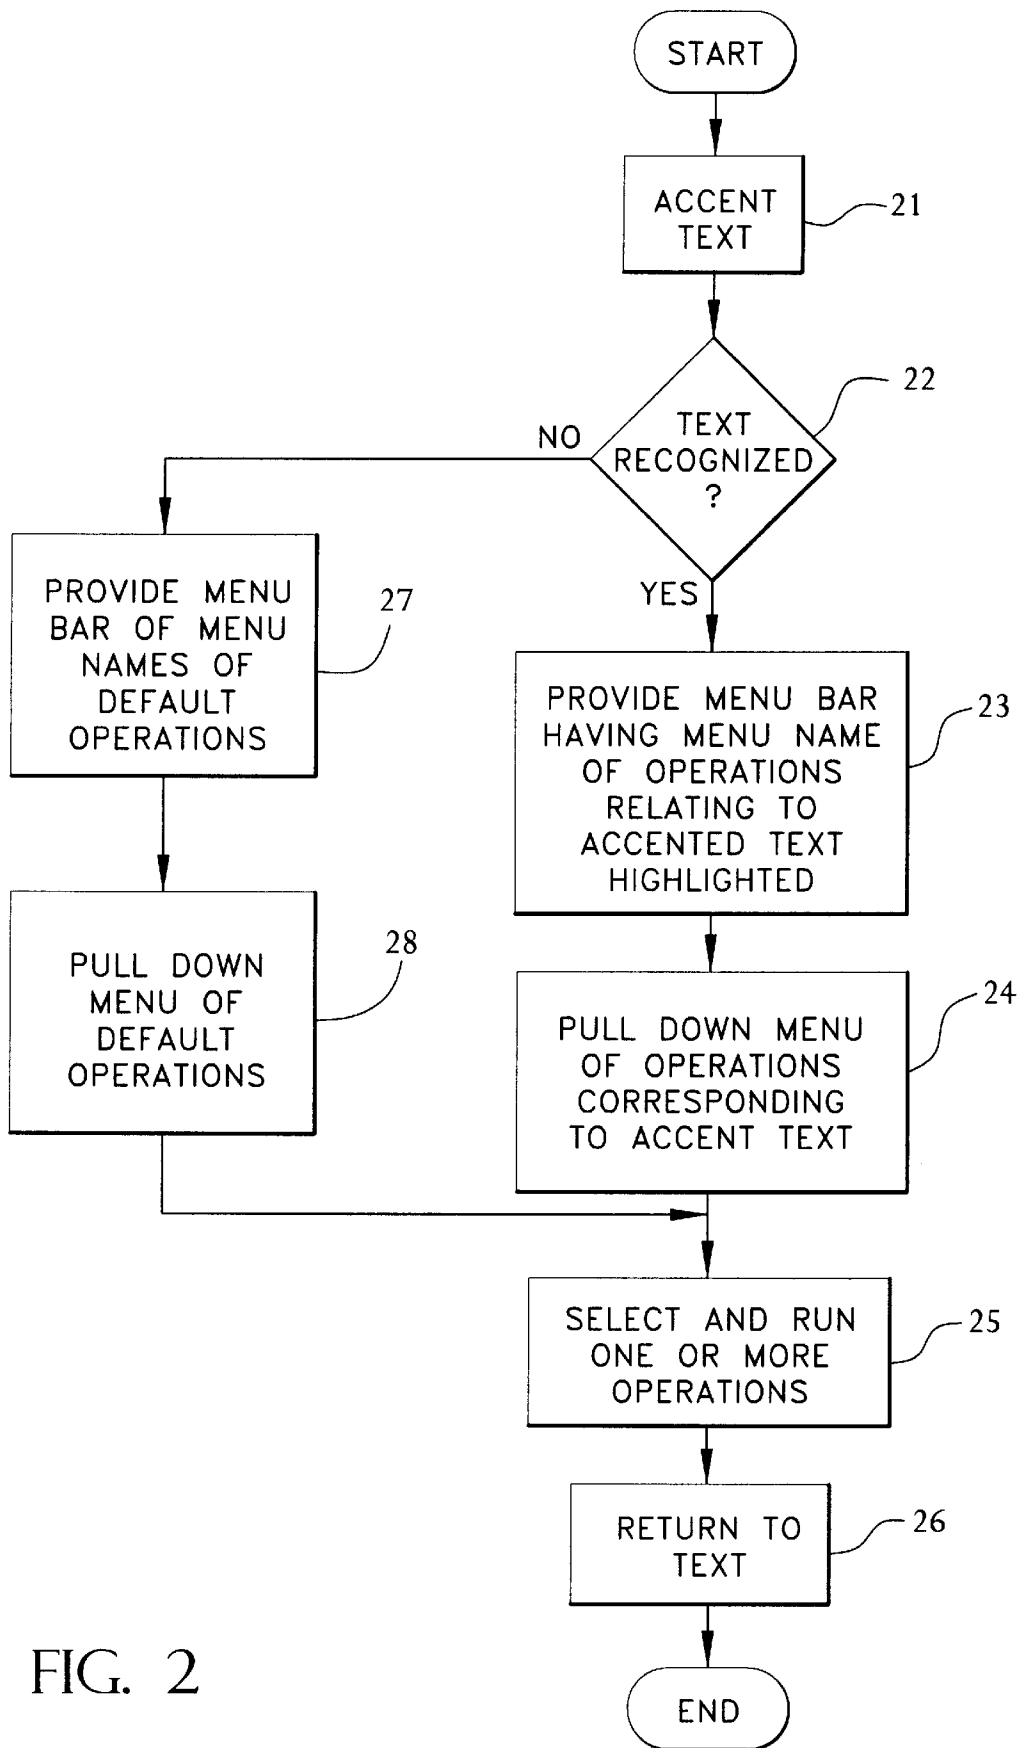 START
ACCENT
TEXT
21
TEXT
RECOGNIZED
?
22
NO
YES
PROVIDE MENU
BAR OF MENU
NAMES OF
DEFAULT
OPERATIONS
27
PROVIDE MENU BAR
HAVING MENU NAME
OF OPERATIONS
RELATING TO
ACCENTED TEXT
HIGHLIGHTED
23
PULL DOWN
MENU OF
DEFAULT
OPERATIONS
28
PULL DOWN MENU
OF OPERATIONS
CORRESPONDING
TO ACCENT TEXT
24
SELECT AND RUN
ONE OR MORE
OPERATIONS
25
RETURN TO
TEXT
26
END
FIG. 2